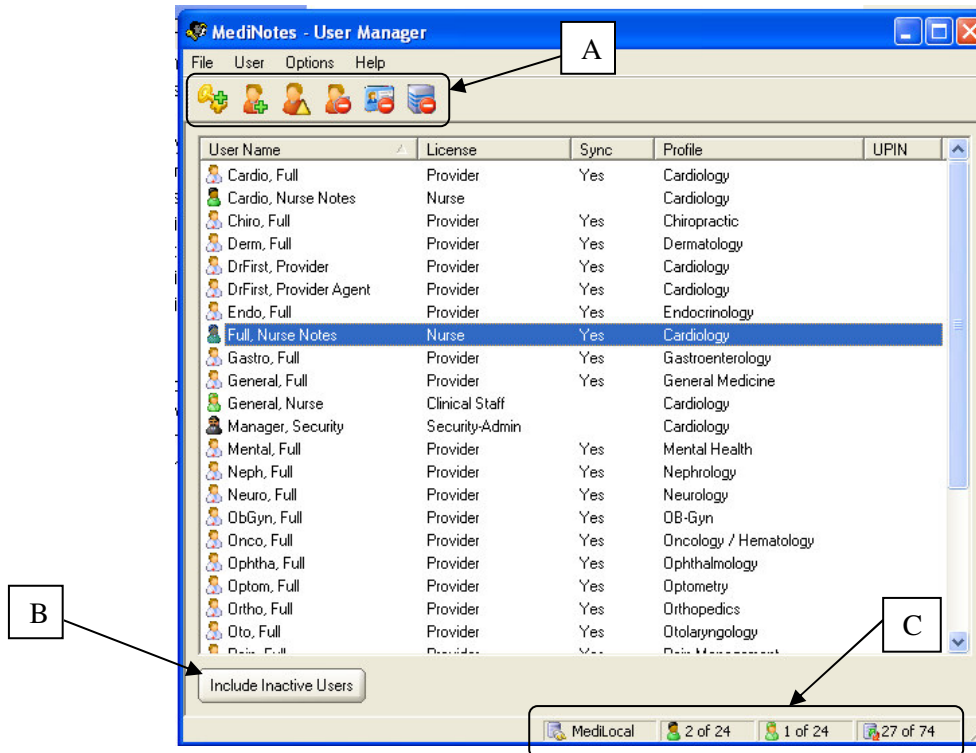 MediNotes - User Manager
A
File User Options Help
User Name License Sync Profile UPIN
Cardio, Full Provider Yes Cardiology
Cardio, Nurse Notes Nurse Cardiology
Chiro, Full Provider Yes Chiropractic
Derm, Full Provider Yes Dermatology
DrFirst, Provider Provider Yes Cardiology
DrFirst, Provider Agent Provider Yes Cardiology
Endo, Full Provider Yes Endocrinology
Full, Nurse Notes Nurse Yes Cardiology
Gastro, Full Provider Yes Gastroenterology
General, Full Provider Yes General Medicine
General, Nurse Clinical Staff Cardiology
Manager, Security Security-Admin Cardiology
Mental, Full Provider Yes Mental Health
Neph, Full Provider Yes Nephrology
Neuro, Full Provider Yes Neurology
ObGyn, Full Provider Yes OB-Gyn
Onco, Full Provider Yes Oncology / Hematology
Ophtha, Full Provider Yes Ophthalmology
Optom, Full Provider Yes Optometry
Ortho, Full Provider Yes Orthopedics
B
Oto, Full Provider Yes Otolaryngology
C
Pain, Full Provider Yes Pain Management
Include Inactive Users
MediLocal 2 of 24 1 of 24 27 of 74